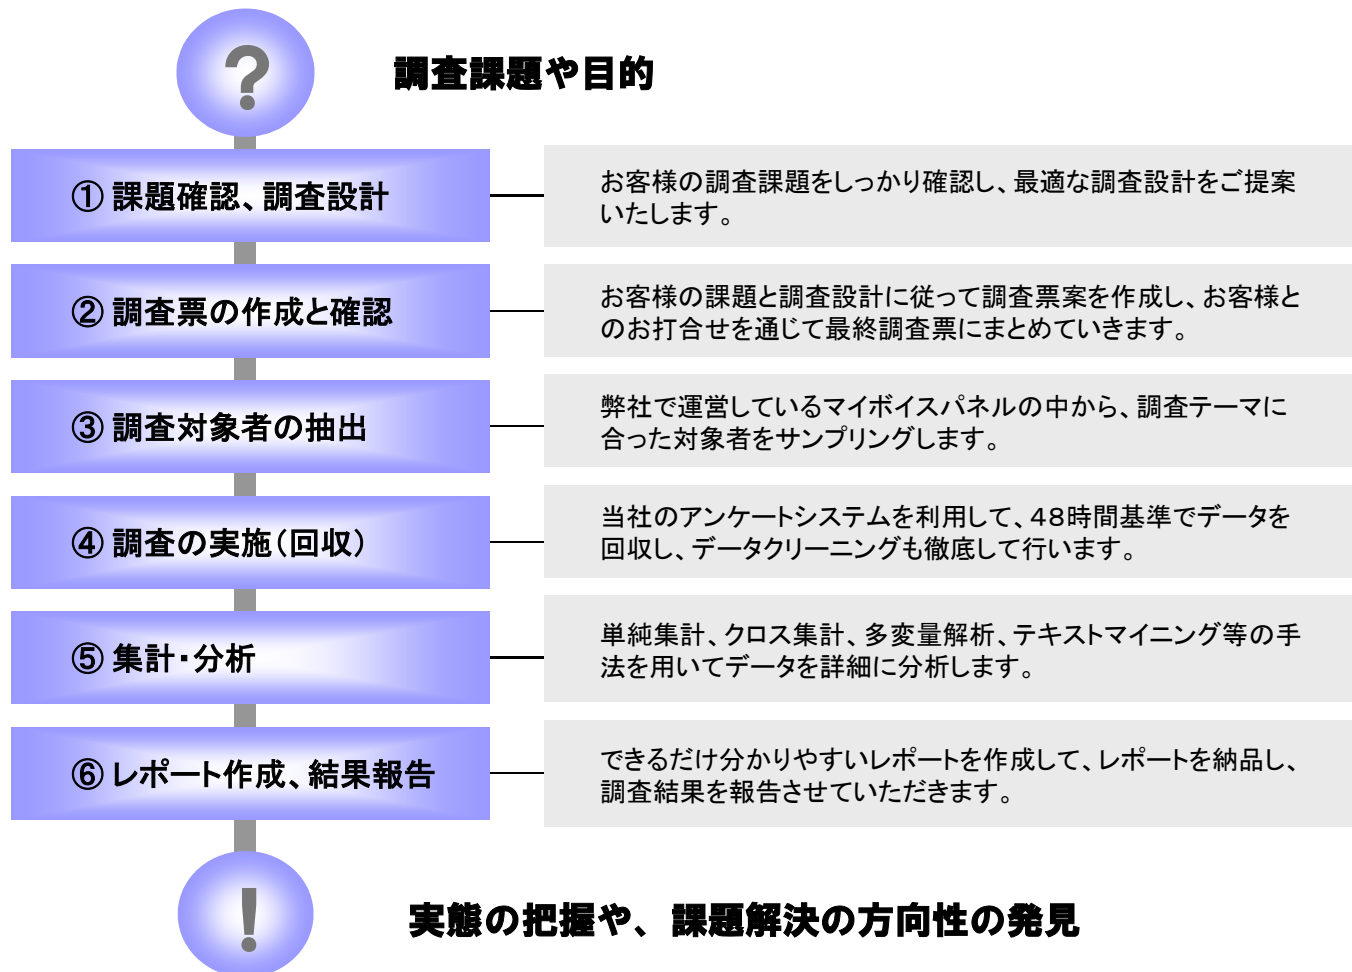 ?
調査課題や目的
① 課題確認、調査設計
お客様の調査課題をしっかり確認し、最適な調査設計をご提案
いたします。
② 調査票の作成と確認
お客様の課題と調査設計に従って調査票案を作成し、お客様と
のお打合せを通じて最終調査票にまとめていきます。
③ 調査対象者の抽出
弊社で運営しているマイボイスパネルの中から、調査テーマに
合った対象者をサンプリングします。
④ 調査の実施(回収)
当社のアンケートシステムを利用して、48時間基準でデータを
回収し、データクリーニングも徹底して行います。
⑤ 集計・分析
単純集計、クロス集計、多変量解析、テキストマイニング等の手
法を用いてデータを詳細に分析します。
⑥ レポート作成、結果報告
できるだけ分かりやすいレポートを作成して、レポートを納品し、
調査結果を報告させていただきます。
!
実態の把握や、課題解決の方向性の発見